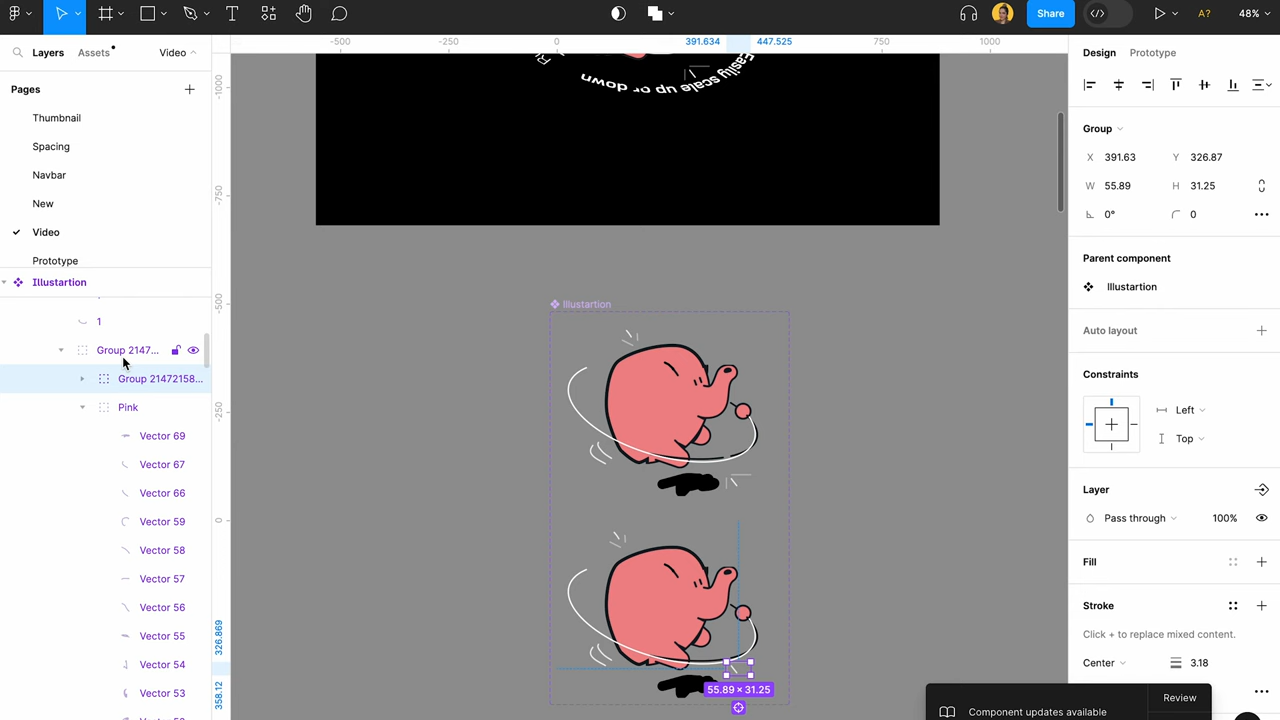 Share
A?
48%
Layers
Assets
Video
-500
-250
0
391.634
447.525
750
1000
Design
Prototype
Pages
Thumbnail
Spacing
Navbar
New
Video
Prototype
Illustartion
1
Group 2147...
Group 21472158...
Pink
Vector 69
Vector 67
Vector 66
Vector 59
Vector 58
Vector 57
Vector 56
Vector 55
Vector 54
Vector 53
-1000
-750
-500
-250
0
326.869
358.12
Easily scale up or down
Illustartion
55.89 × 31.25
Group
X 391.63
Y 326.87
W 55.89
H 31.25
0°
0
Parent component
Illustartion
Auto layout
Constraints
Left
Top
Layer
Pass through
100%
Fill
Stroke
Click + to replace mixed content.
Center
3.18
Review
Component updates available